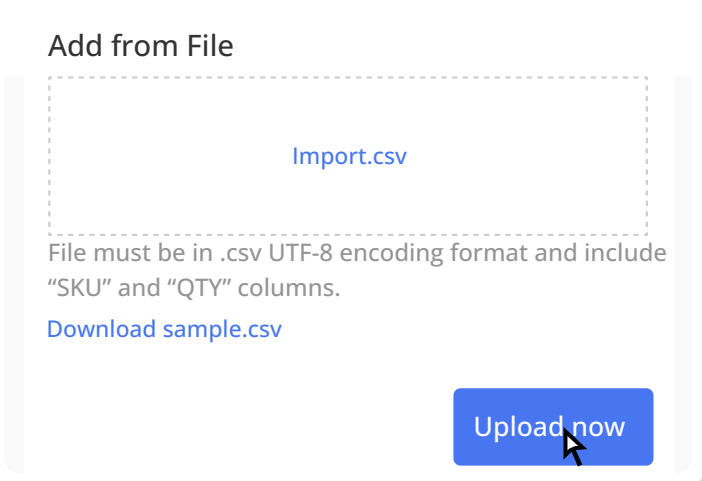 Add from File
Import.csv
File must be in .csv UTF-8 encoding format and include
“SKU” and “QTY” columns.
Download sample.csv
Upload now